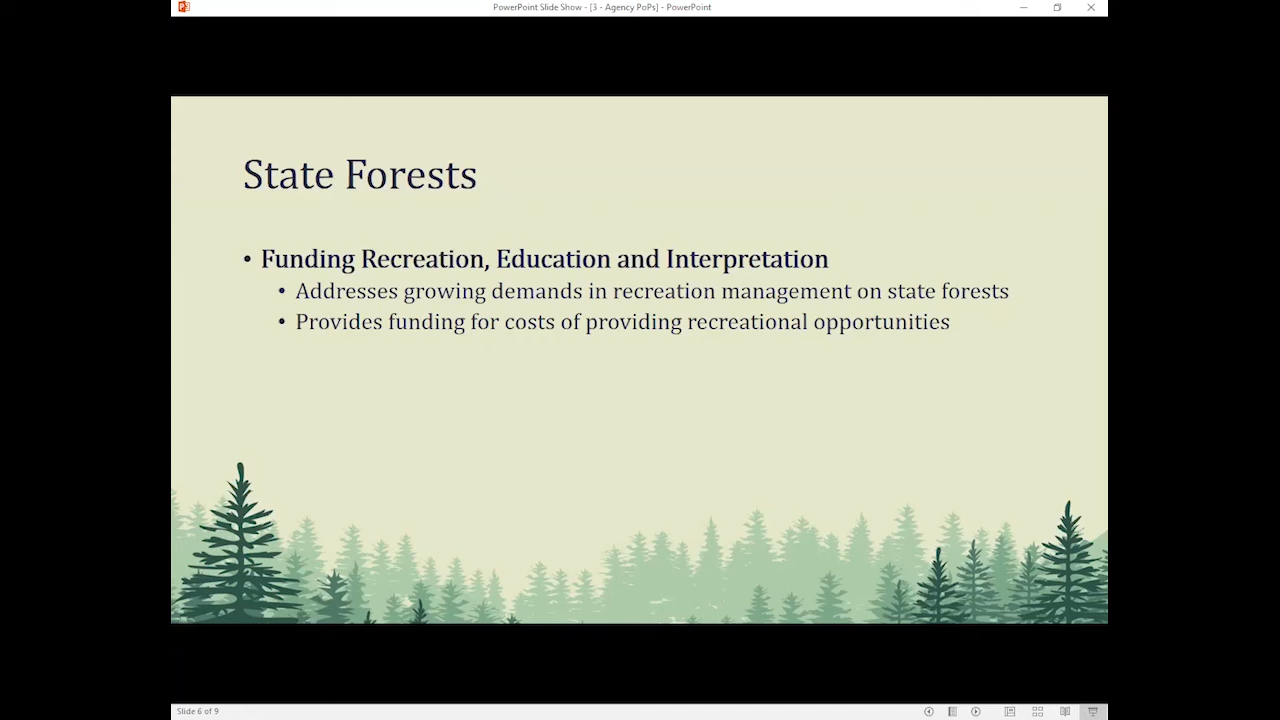 PowerPoint Slide Show - [3 - Agency PoPs] - PowerPoint
State Forests
• Funding Recreation, Education and Interpretation
• Addresses growing demands in recreation management on state forests
• Provides funding for costs of providing recreational opportunities
Slide 6 of 9